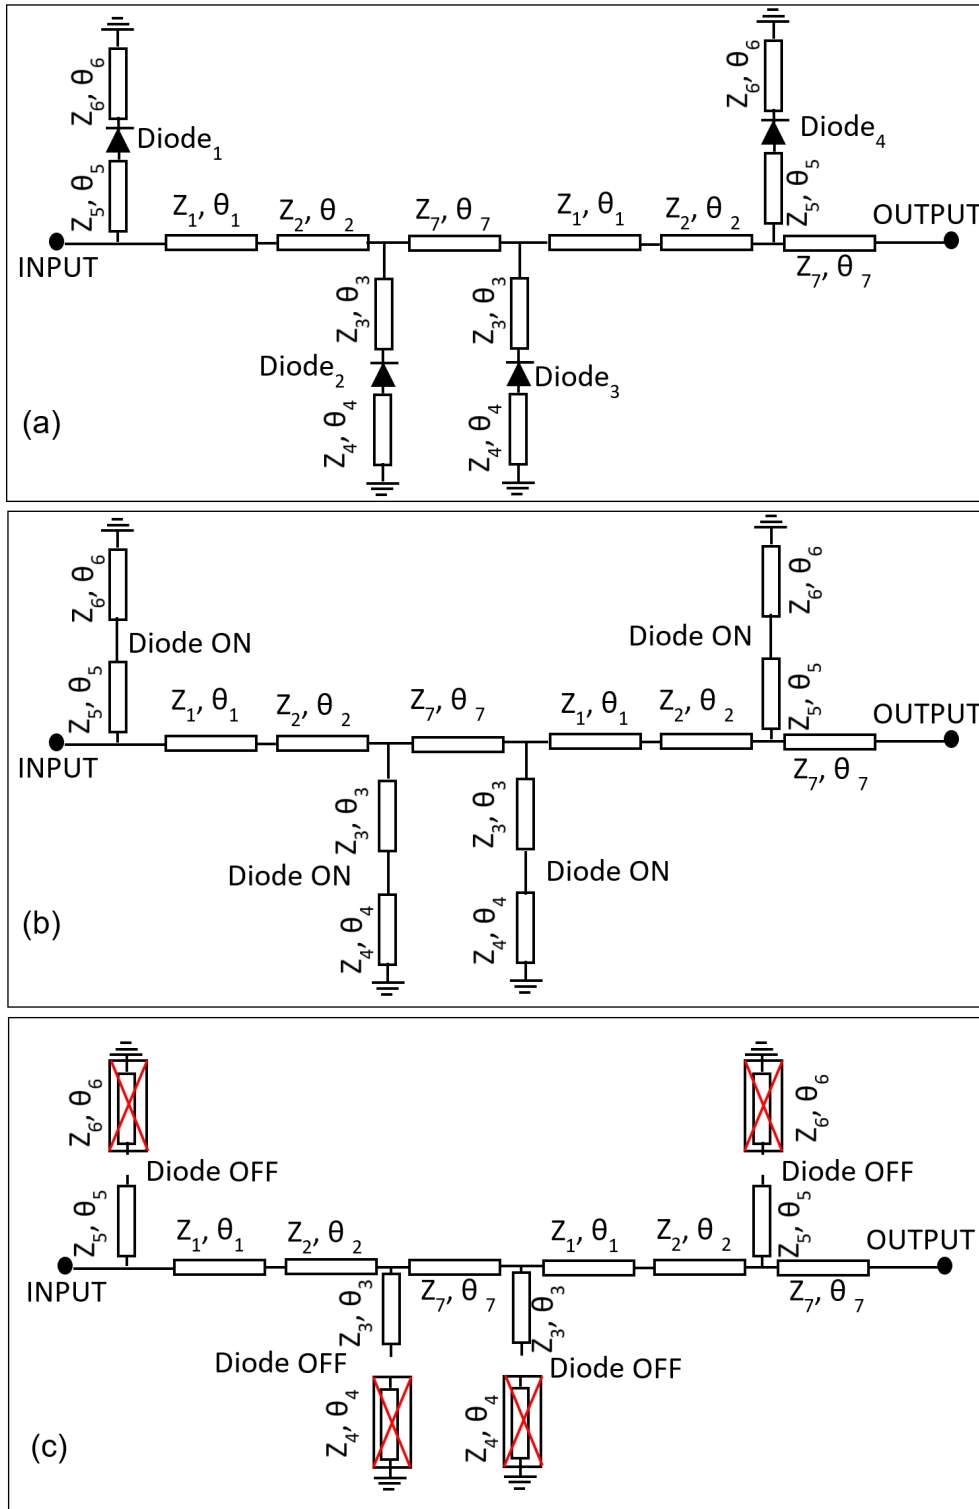 Z6, θ6
Z6, θ6
Diode1
Diode4
Z5, θ5
Z5, θ5
Z1, θ1
Z2, θ2
Z7, θ7
Z1, θ1
Z2, θ2
OUTPUT
INPUT
Z7, θ7
Z3, θ3
Z3, θ3
Diode2
Diode3
(a)
Z4, θ4
Z4, θ4
Z6, θ6
Z6, θ6
Diode ON
Diode ON
Z5, θ5
Z5, θ5
Z1, θ1
Z2, θ2
Z7, θ7
Z1, θ1
Z2, θ2
OUTPUT
INPUT
Z7, θ7
Z3, θ3
Z3, θ3
Diode ON
Diode ON
(b)
Z4, θ4
Z4, θ4
Z6, θ6
Z6, θ6
Diode OFF
Diode OFF
Z5, θ5
Z5, θ5
Z1, θ1
Z2, θ2
Z1, θ1
Z2, θ2
OUTPUT
INPUT
Z7, θ7
Z7, θ7
Z3, θ3
Z3, θ3
Diode OFF
Diode OFF
Z4, θ4
Z4, θ4
(c)